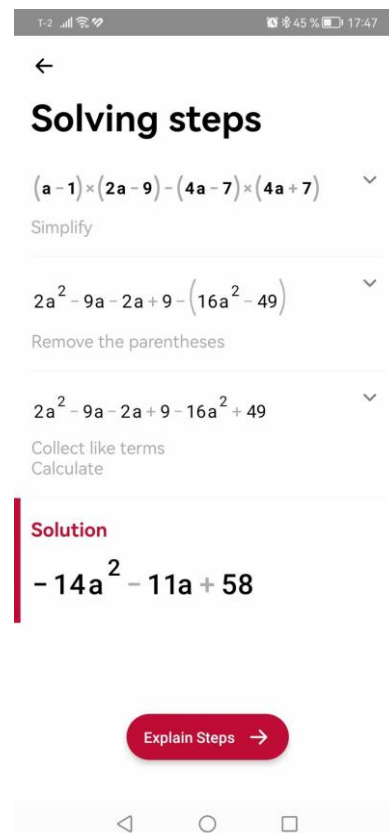 T-2 45 % 17:47
Solving steps
(a-1)×(2a-9)-(4a-7)×(4a+7)
Simplify
2a²-9a-2a+9-(16a²-49)
Remove the parentheses
2a²-9a-2a+9-16a²+49
Collect like terms
Calculate
Solution
-14a²-11a+58
Explain Steps →